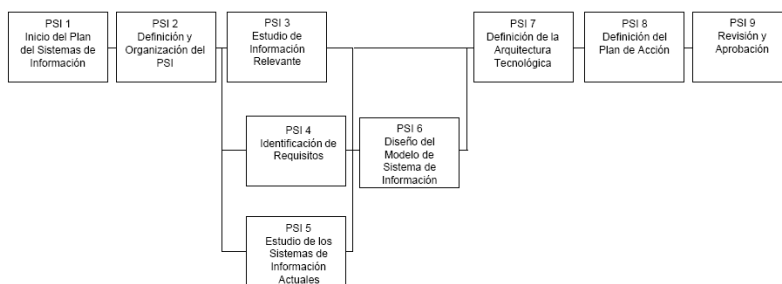 PSI 1
Inicio del Plan
del Sistemas de
Información
PSI 2
Definición y
Organización del
PSI
PSI 3
Estudio de
Información
Relevante
PSI 4
Identificación de
Requisitos
PSI 5
Estudio de los
Sistemas de
Información
Actuales
PSI 6
Diseño del
Modelo de
Sistema de
Información
PSI 7
Definición de la
Arquitectura
Tecnológica
PSI 8
Definición del
Plan de Acción
PSI 9
Revisión y
Aprobación